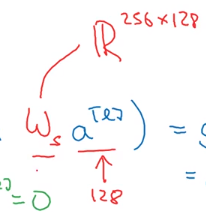 ℝ^256×128
W_s a^[l] ) =
128 =
= 0